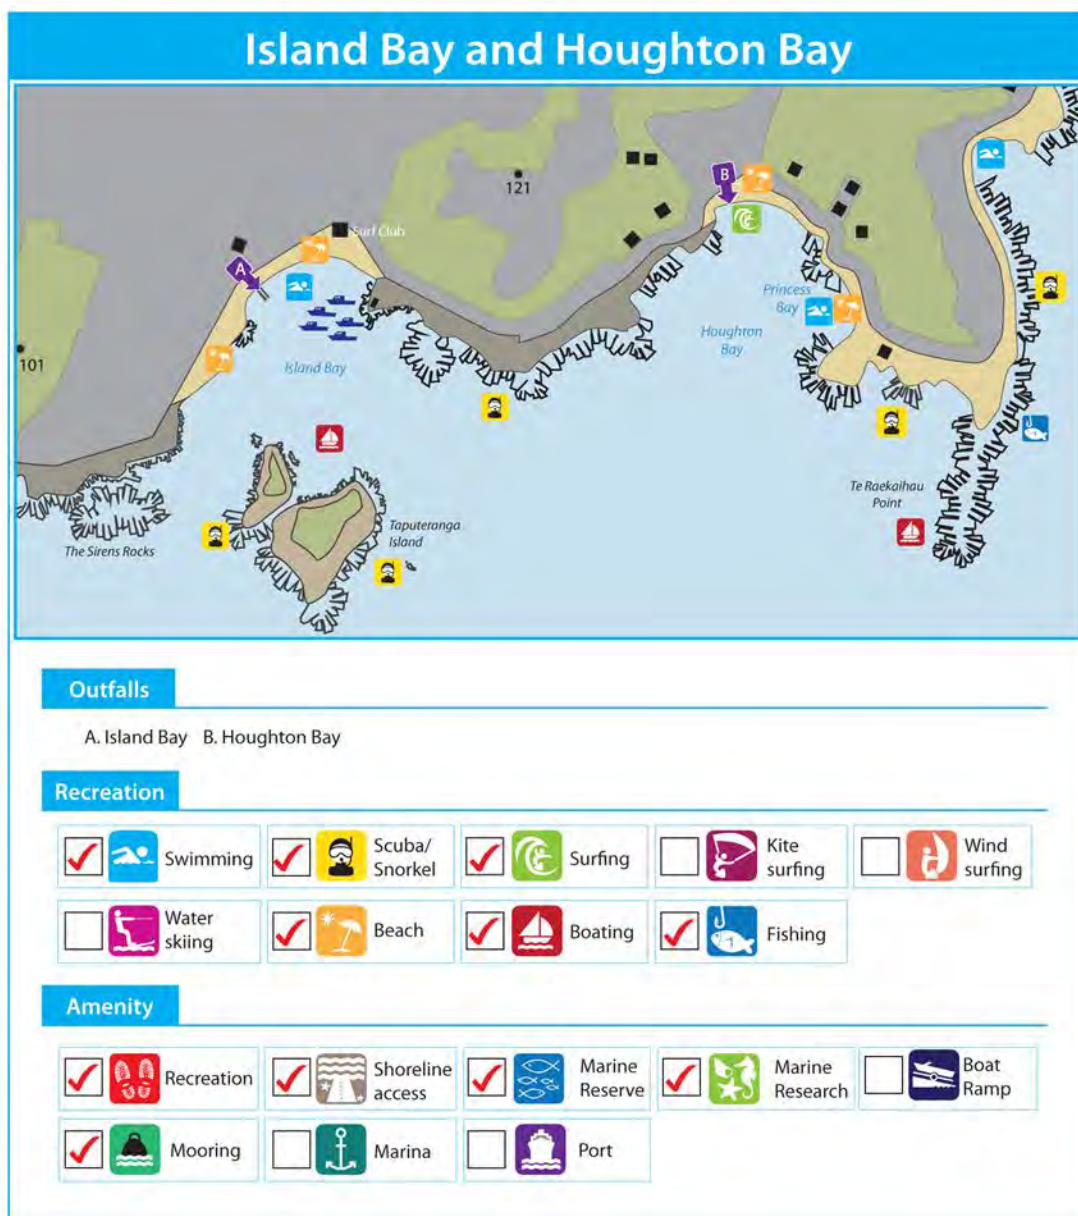 Island Bay and Houghton Bay
121
B
Surf Club
A
Princess
Bay
Houghton
Bay
Island Bay
101
Te Raekaihau
Point
Taputeranga
Island
The Sirens Rocks
Outfalls
A. Island Bay B. Houghton Bay
Recreation
Swimming
Scuba/
Snorkel
Surfing
Kite
surfing
Wind
surfing
Water
skiing
Beach
Boating
Fishing
Amenity
Recreation
Shoreline
access
Marine
Reserve
Marine
Research
Boat
Ramp
Mooring
Marina
Port